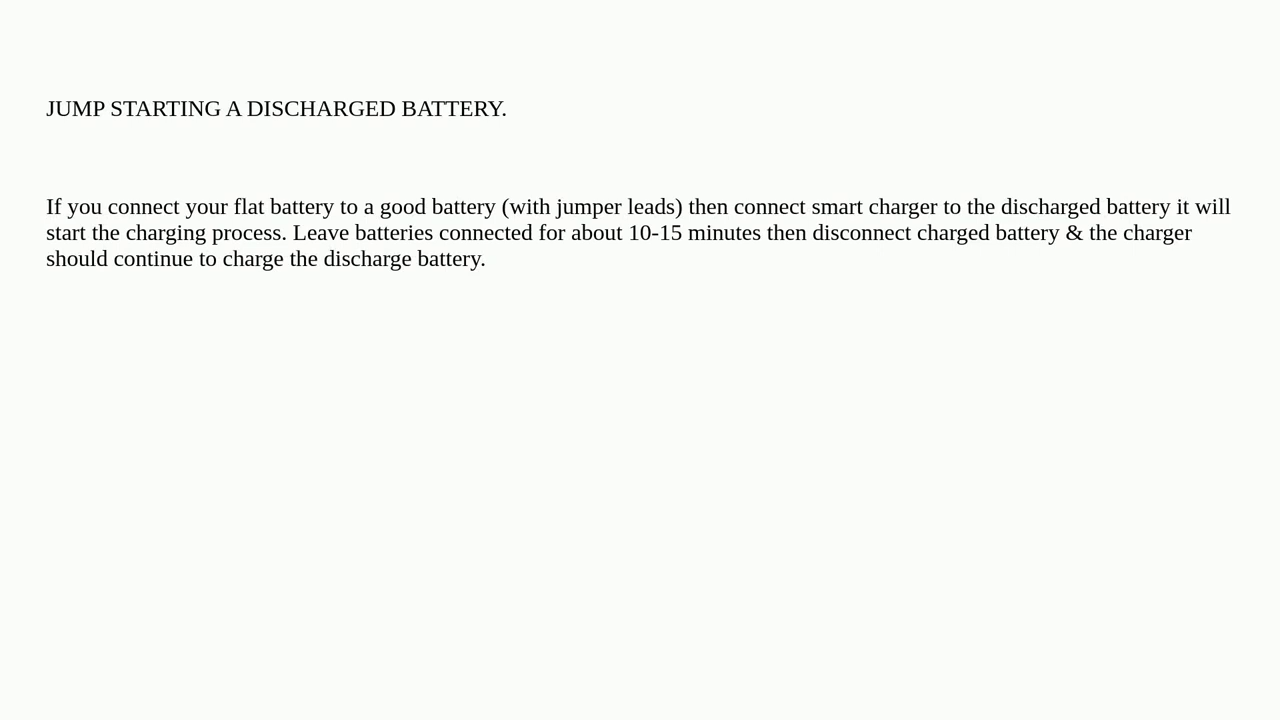 JUMP STARTING A DISCHARGED BATTERY.
If you connect your flat battery to a good battery (with jumper leads) then connect smart charger to the discharged battery it will
start the charging process. Leave batteries connected for about 10-15 minutes then disconnect charged battery & the charger
should continue to charge the discharge battery.